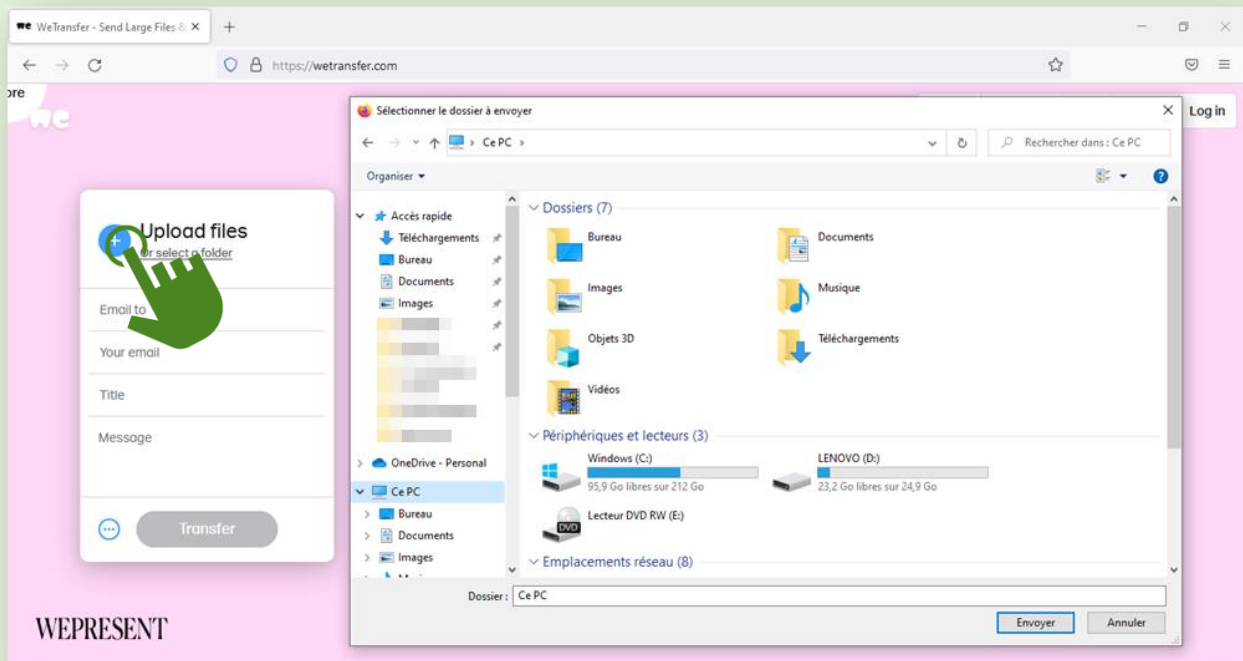 we WeTransfer - Send Large Files &
https://wetransfer.com
ore
we
Log in
Upload files
Or select a folder
Email to
Your email
Title
Message
Transfer
WEPRESENT
Sélectionner le dossier à envoyer
Ce PC
Rechercher dans : Ce PC
Organiser
Accès rapide
Téléchargements
Bureau
Documents
Images
OneDrive - Personal
Ce PC
Bureau
Documents
Images
Dossiers (7)
Bureau
Documents
Images
Musique
Objets 3D
Téléchargements
Vidéos
Périphériques et lecteurs (3)
Windows (C:)
95,9 Go libres sur 212 Go
LENOVO (D:)
23,2 Go libres sur 24,9 Go
DVD
Lecteur DVD RW (E:)
Emplacements réseau (8)
Dossier : Ce PC
Envoyer
Annuler